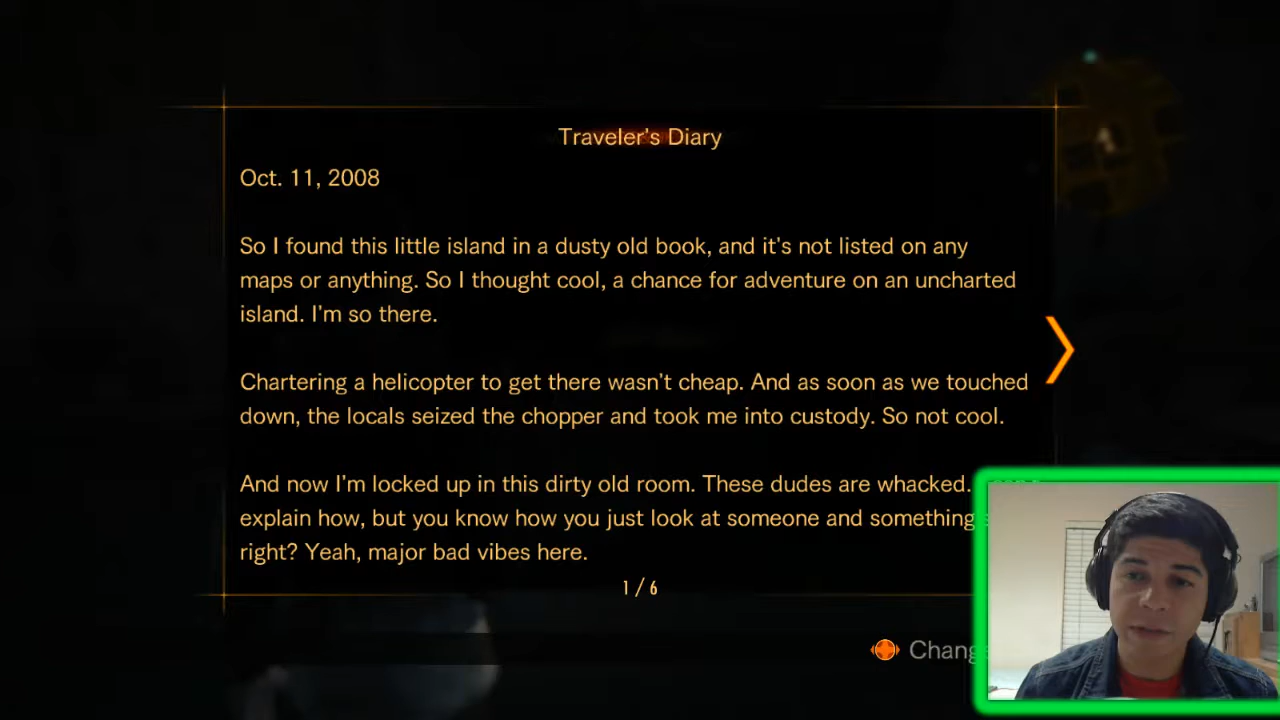 Traveler's Diary
Oct. 11, 2008
So I found this little island in a dusty old book, and it's not listed on any
maps or anything. So I thought cool, a chance for adventure on an uncharted
island. I'm so there.
Chartering a helicopter to get there wasn't cheap. And as soon as we touched
down, the locals seized the chopper and took me into custody. So not cool.
And now I'm locked up in this dirty old room. These dudes are whacked.
explain how, but you know how you just look at someone and something
right? Yeah, major bad vibes here.
1 / 6
Chang